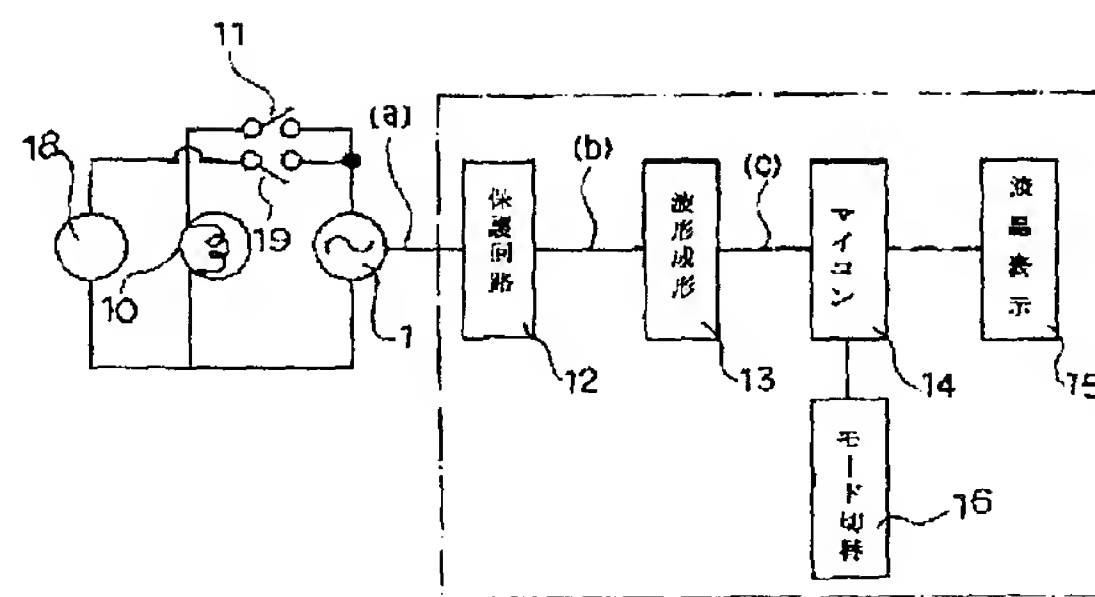 11
(a)
18
10
19
1
保護回路
12
(b)
波形成形
13
(c)
マイコン
14
液晶表示
15
モード切替
16